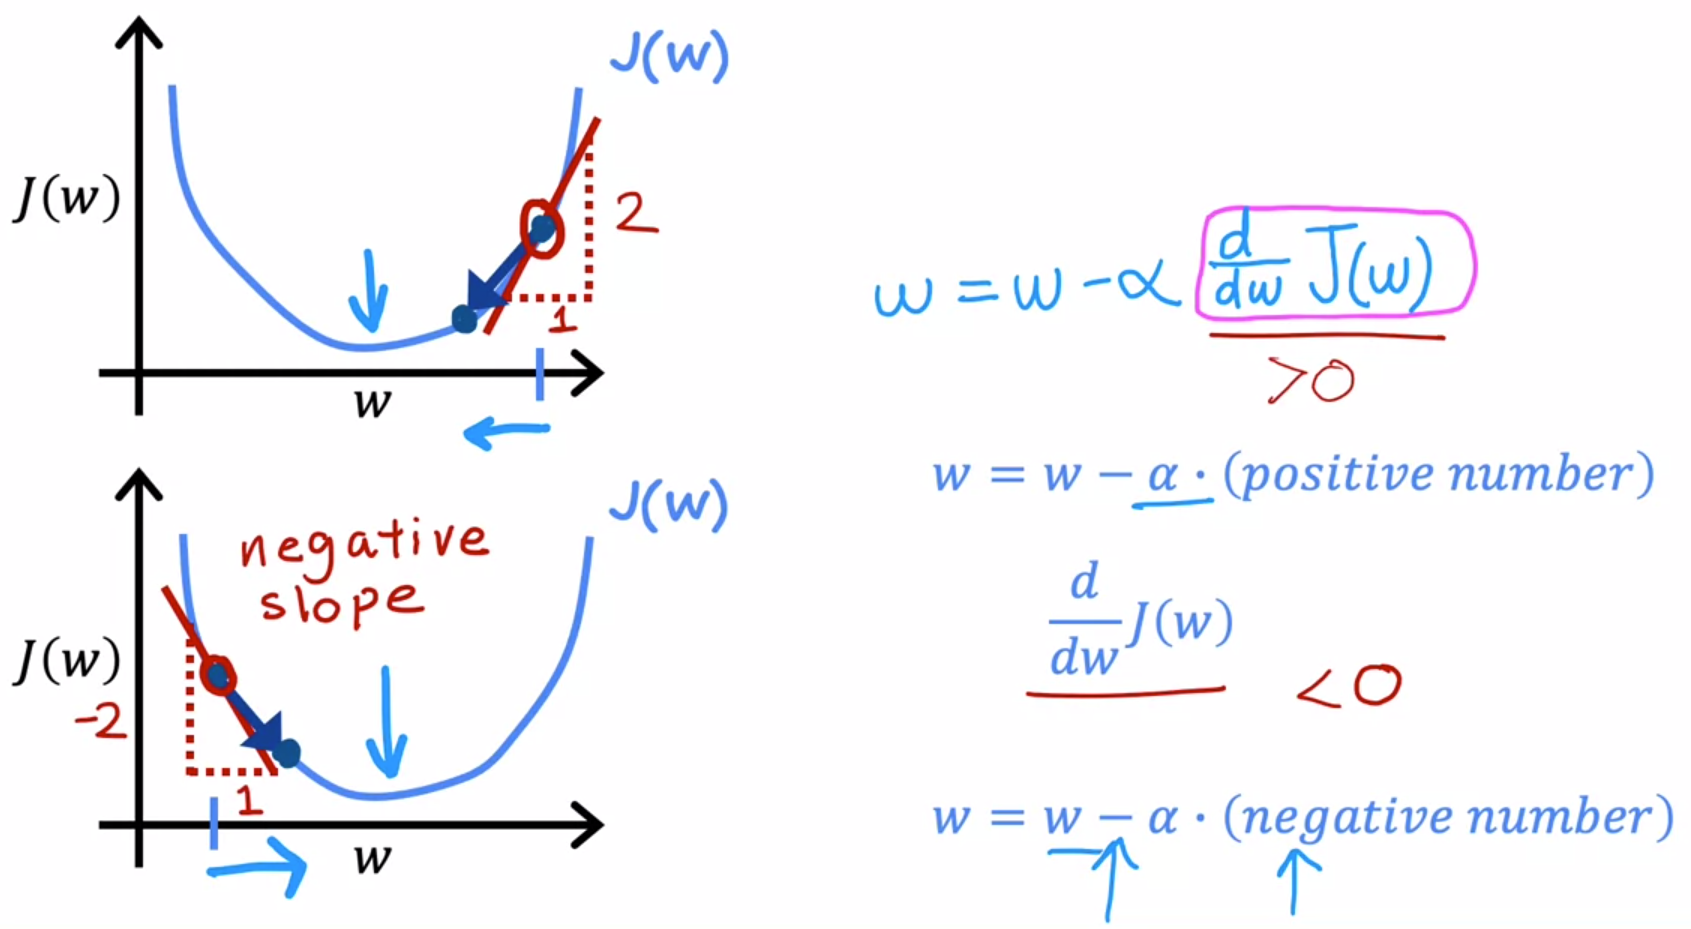 J(w)
J(w)
2
1
w
w = w - α d/dw J(w)
>0
w = w − α · (positive number)
J(w)
negative
slope
J(w)
-2
1
w
d/dw J(w) <0
w = w − α · (negative number)